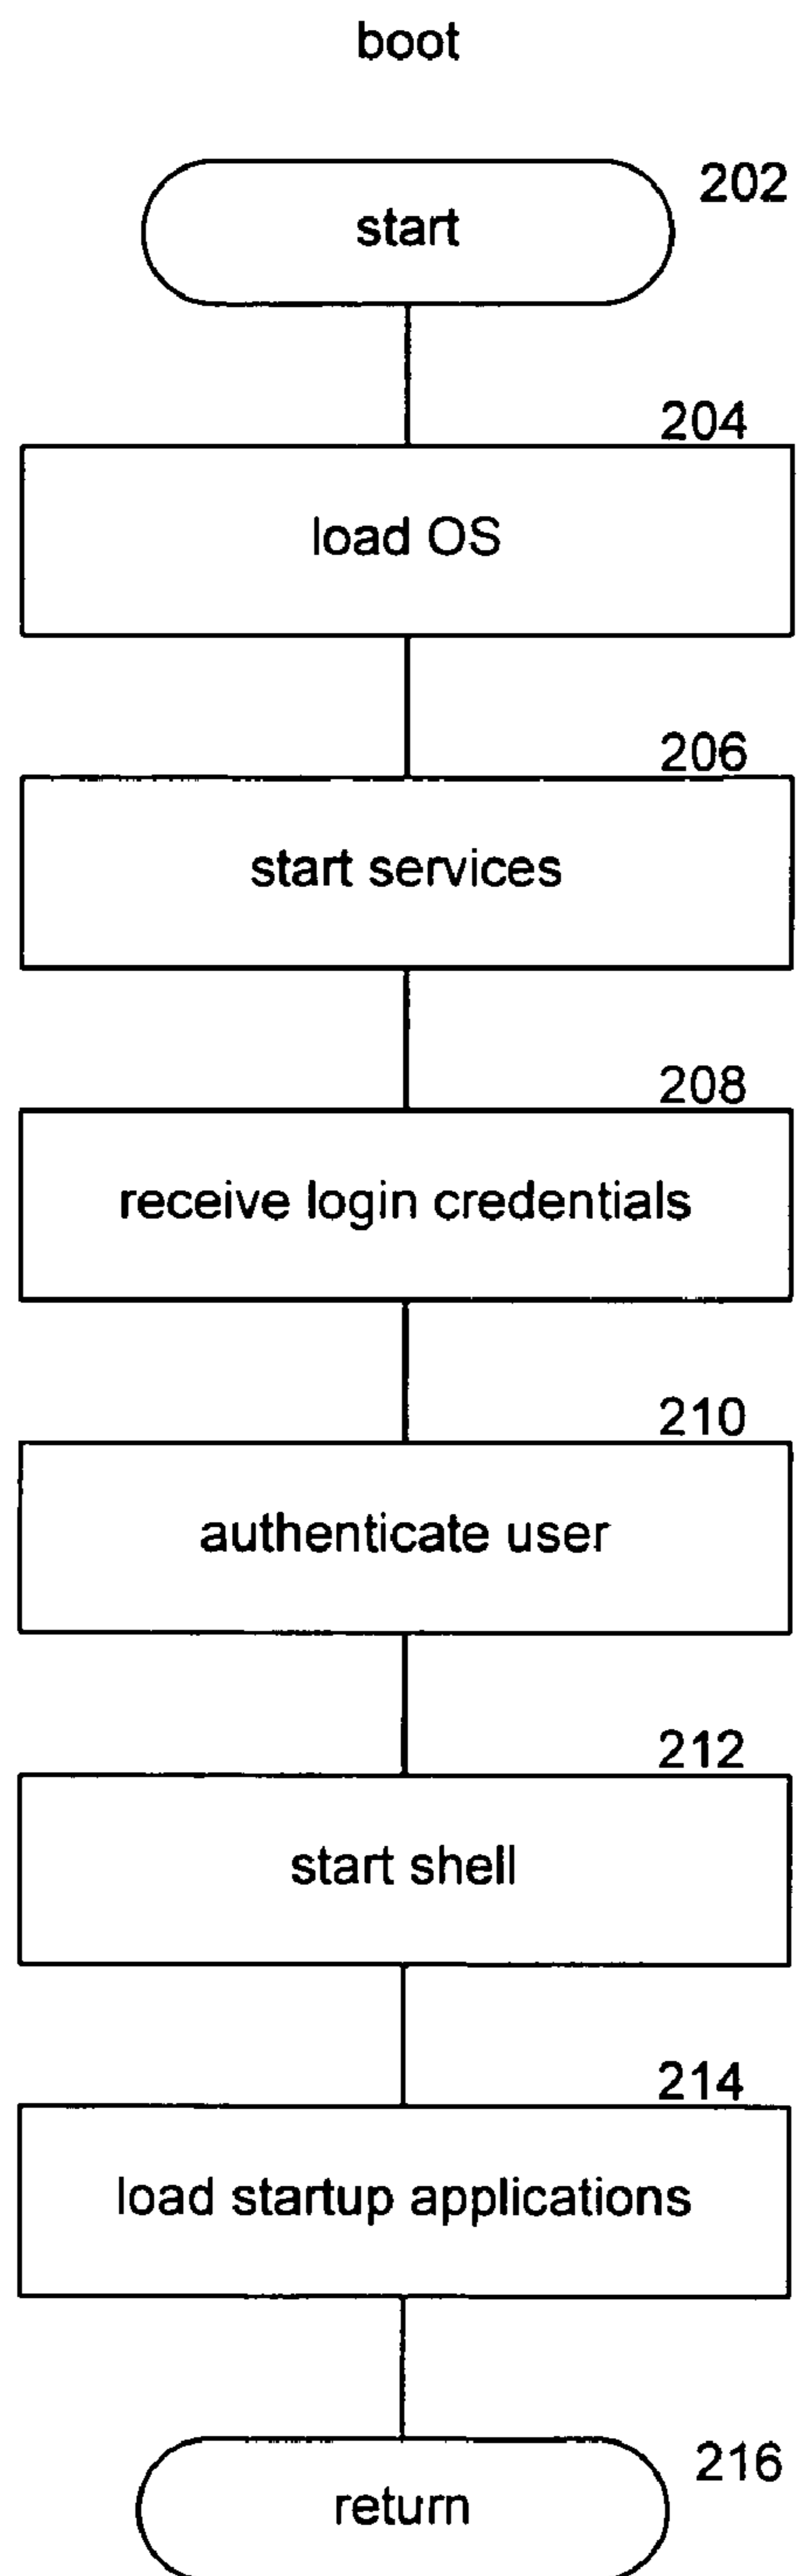 boot
202
start
204
load OS
206
start services
208
receive login credentials
210
authenticate user
212
start shell
214
load startup applications
216
return